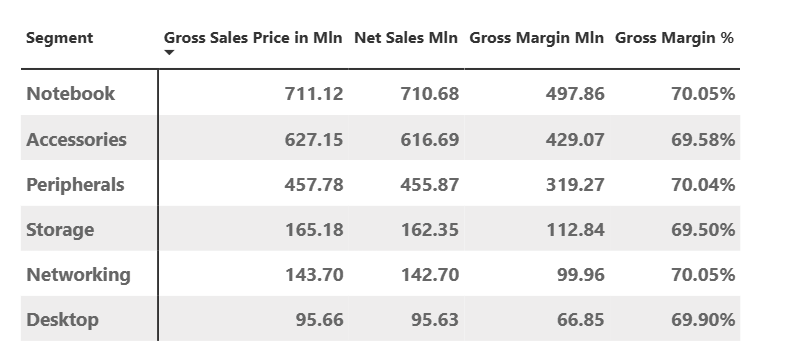 Segment Gross Sales Price in Mln Net Sales Mln Gross Margin Mln Gross Margin %
Notebook 711.12 710.68 497.86 70.05%
Accessories 627.15 616.69 429.07 69.58%
Peripherals 457.78 455.87 319.27 70.04%
Storage 165.18 162.35 112.84 69.50%
Networking 143.70 142.70 99.96 70.05%
Desktop 95.66 95.63 66.85 69.90%